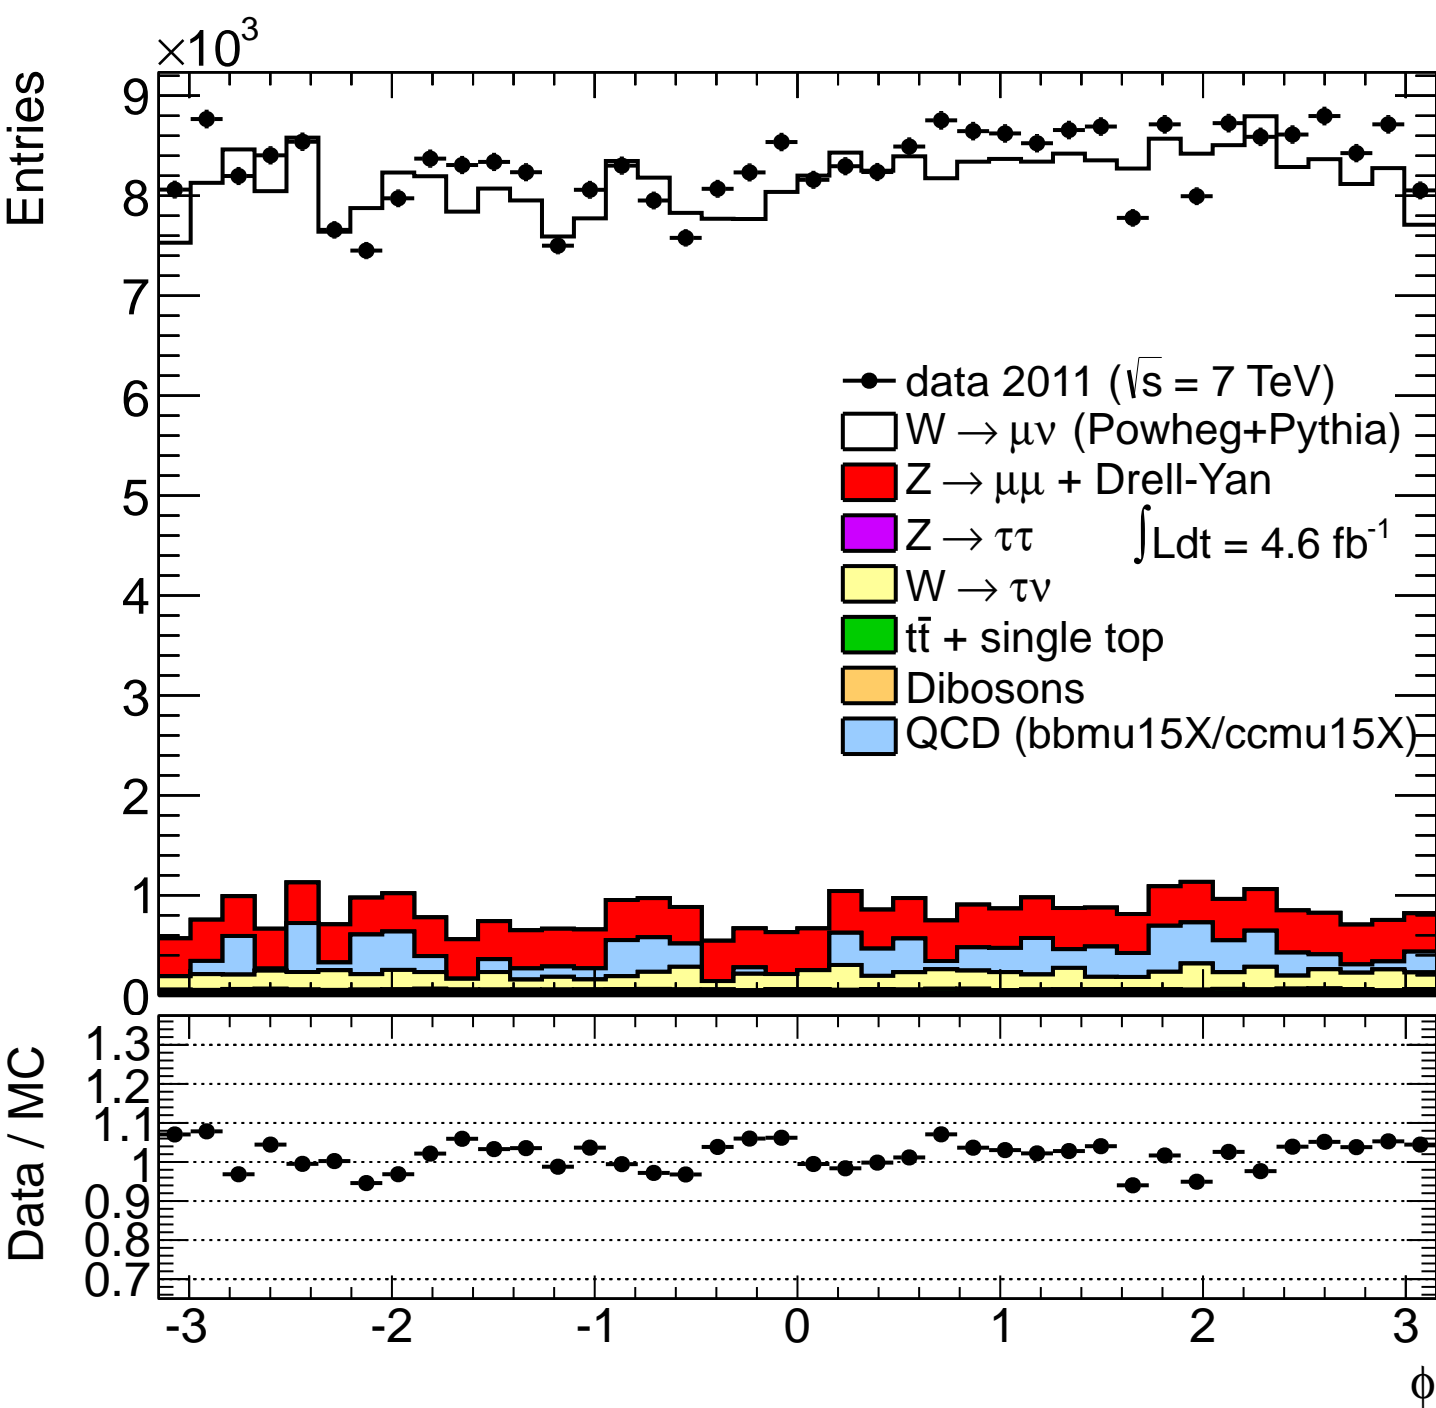 ×10³
Entries
9
8
7
6
5
4
3
2
1
0
data 2011 (√s = 7 TeV)
W → μν (Powheg+Pythia)
Z → μμ + Drell-Yan
Z → ττ
∫Ldt = 4.6 fb⁻¹
W → τν
tt̄ + single top
Dibosons
QCD (bbmu15X/ccmu15X)
Data / MC
1.3
1.2
1.1
1
0.9
0.8
0.7
-3 -2 -1 0 1 2 3
ϕ